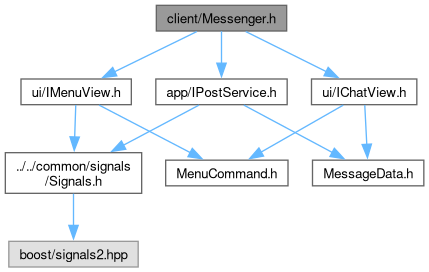 client/Messenger.h
ui/IMenuView.h
app/IPostService.h
ui/IChatView.h
../../common/signals
/Signals.h
MenuCommand.h
MessageData.h
boost/signals2.hpp